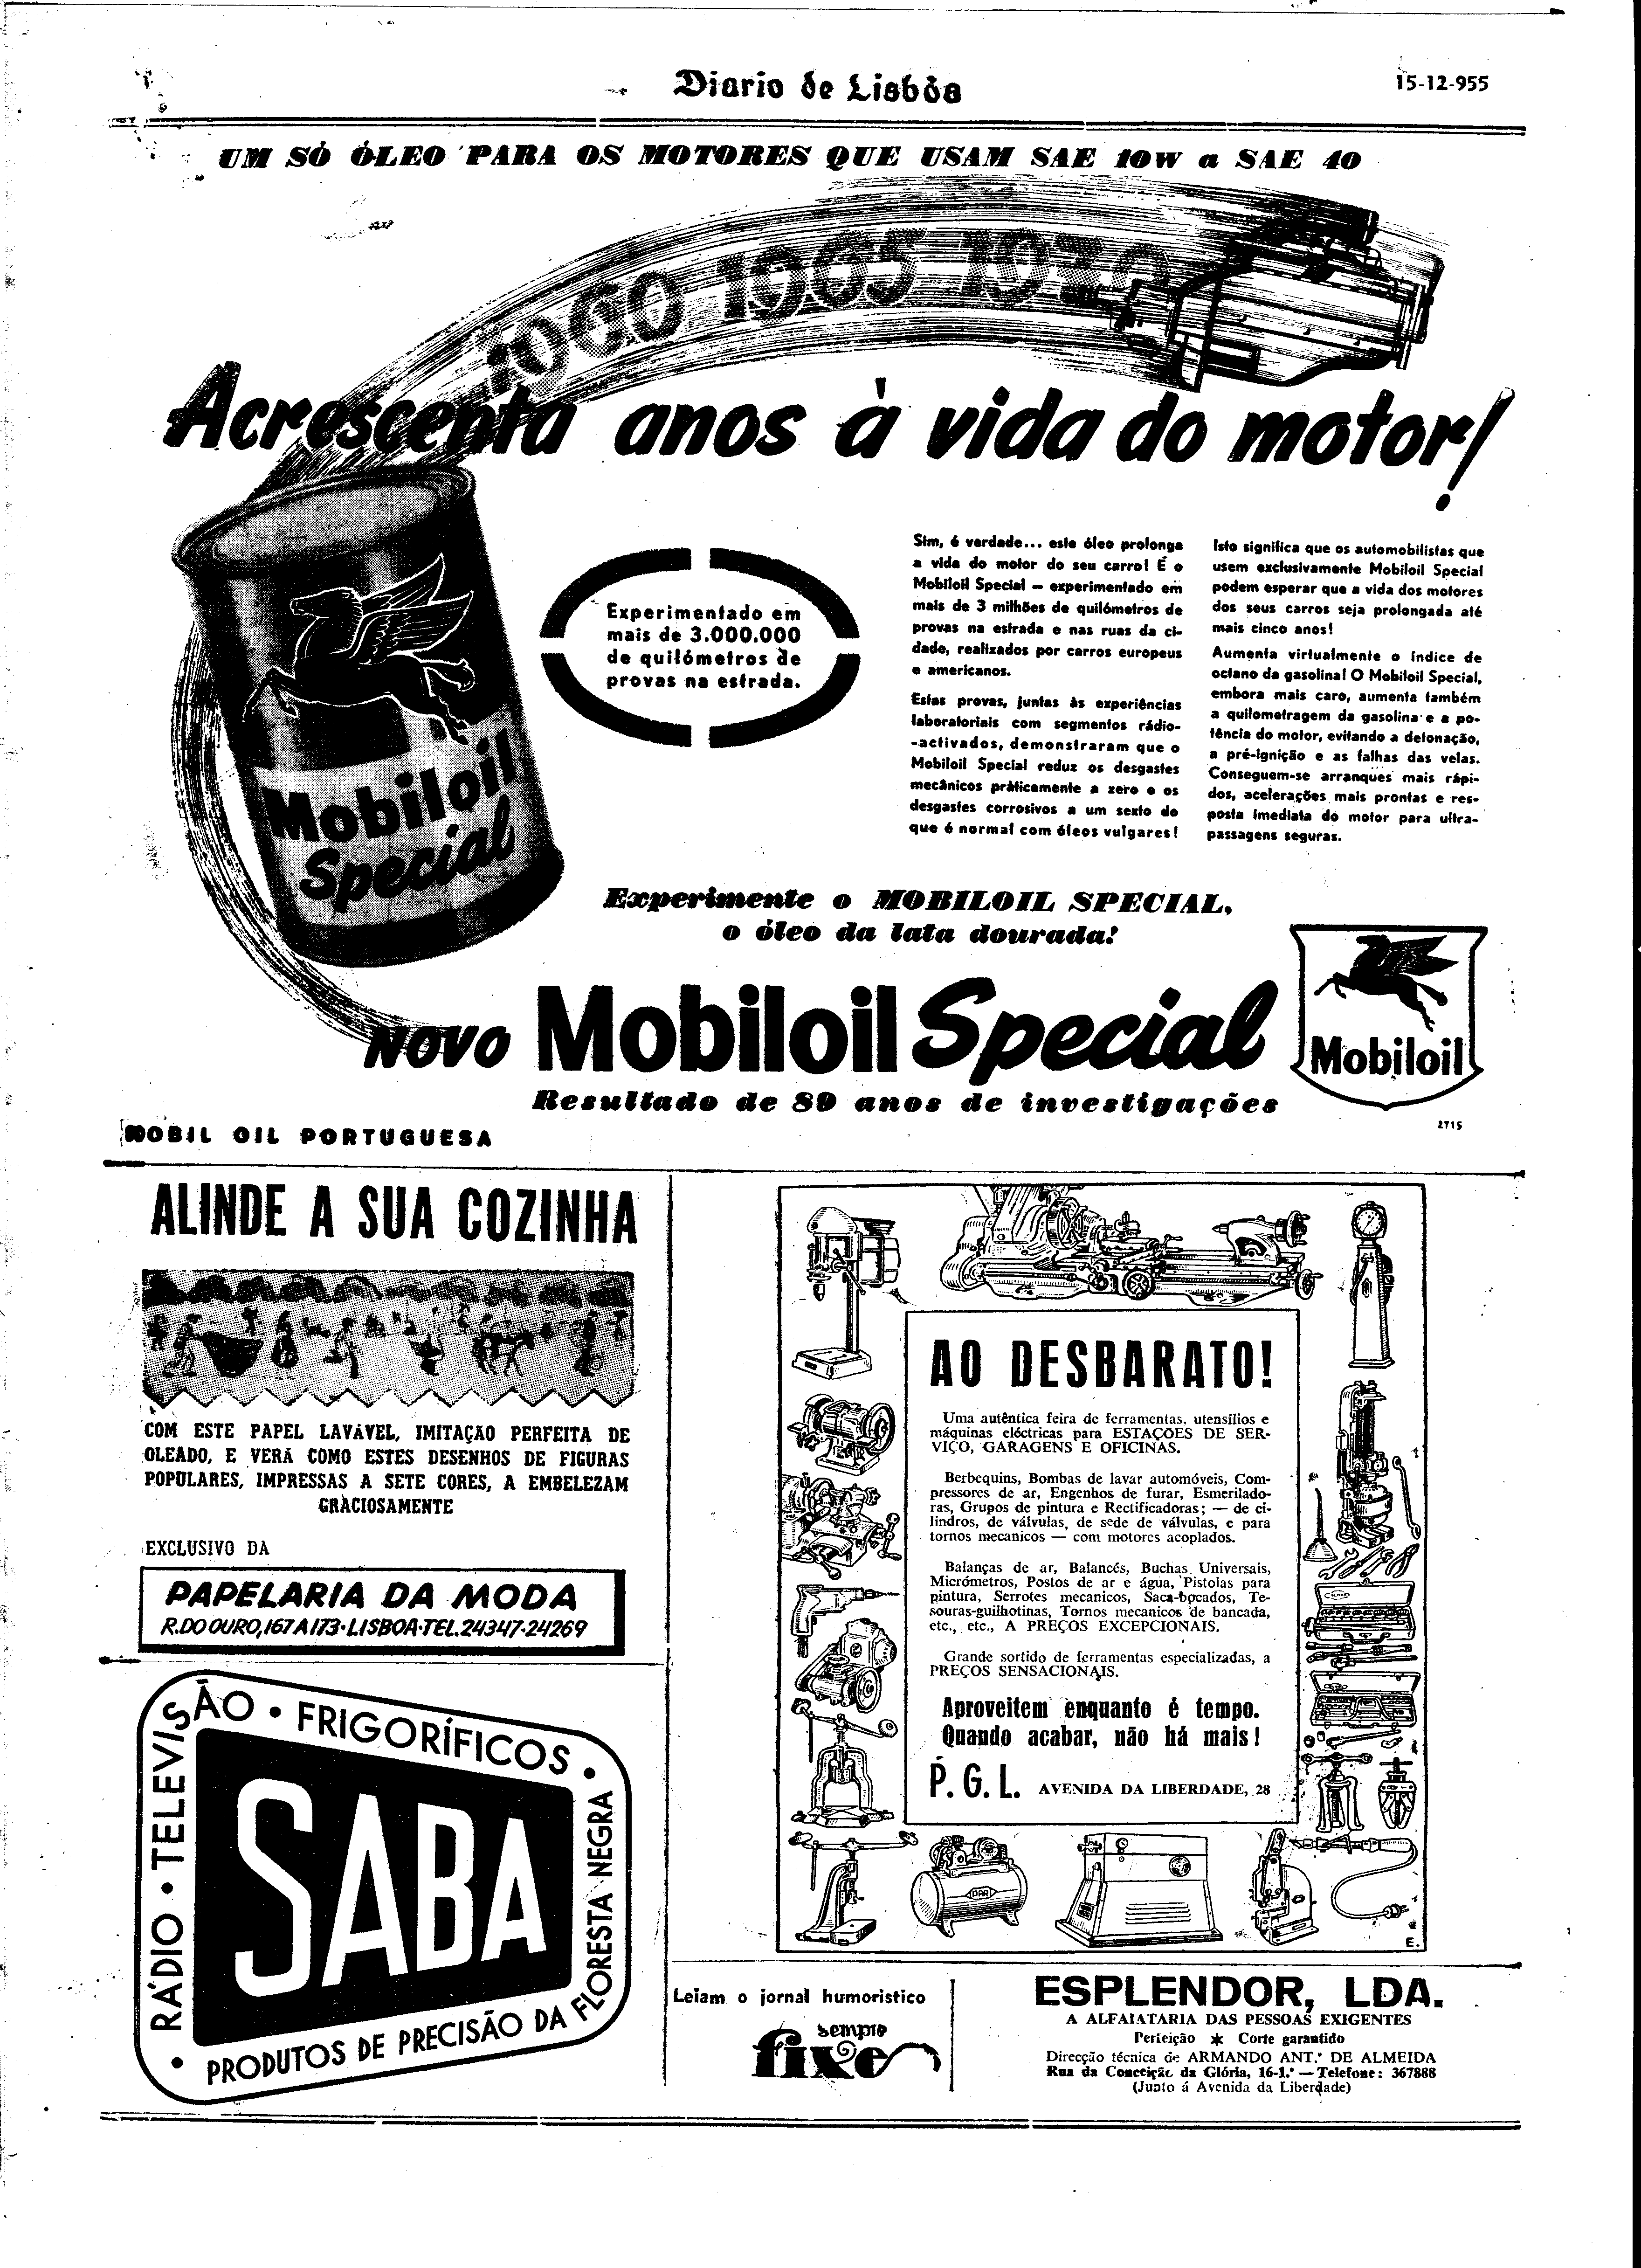 Diario de Lisbôa
15-12-955
UM SÓ ÓLEO PARA OS MOTORES QUE USAM SAE 10W a SAE 40
1960 1965 1970
Acrescenta anos à vida do motor!
Mobiloil
Special
Experimentado em
mais de 3.000.000
de quilómetros de
provas na estrada.
Sim, é verdade... este óleo prolonga
a vida do motor do seu carro! É o
Mobiloil Special — experimentado em
mais de 3 milhões de quilómetros de
provas na estrada e nas ruas da ci-
dade, realizados por carros europeus
e americanos.
Estas provas, juntas às experiências
laboratoriais com segmentos rádio-
-activados, demonstraram que o
Mobiloil Special reduz os desgastes
mecânicos pràticamente a zero e os
desgastes corrosivos a um sexto do
que é normal com óleos vulgares!
Isto significa que os automobilistas que
usem exclusivamente Mobiloil Special
podem esperar que a vida dos motores
dos seus carros seja prolongada até
mais cinco anos!
Aumenta virtualmente o índice de
octano da gasolina! O Mobiloil Special,
embora mais caro, aumenta também
a quilometragem da gasolina e a po-
tência do motor, evitando a detonação,
a pré-ignição e as falhas das velas.
Conseguem-se arranques mais rápi-
dos, acelerações mais prontas e res-
posta imediata do motor para ultra-
passagens seguras.
Experimente o MOBILOIL SPECIAL,
o óleo da lata dourada!
NOVO Mobiloil Special
Resultado de 89 anos de investigações
Mobiloil
2715
MOBIL OIL PORTUGUESA
ALINDE A SUA COZINHA
COM ESTE PAPEL LAVÁVEL, IMITAÇÃO PERFEITA DE
OLEADO, E VERÁ COMO ESTES DESENHOS DE FIGURAS
POPULARES, IMPRESSAS A SETE CORES, A EMBELEZAM
GRÀCIOSAMENTE
EXCLUSIVO DA
PAPELARIA DA MODA
R. DO OURO, 167 A 173 · LISBOA · TEL. 24347 · 24269
RÁDIO · TELEVISÃO · FRIGORÍFICOS ·
SABA
· PRODUTOS DE PRECISÃO DA FLORESTA NEGRA
AO DESBARATO!
Uma autêntica feira de ferramentas, utensílios e
máquinas eléctricas para ESTAÇÕES DE SER-
VIÇO, GARAGENS E OFICINAS.
Berbequins, Bombas de lavar automóveis, Com-
pressores de ar, Engenhos de furar, Esmerilado-
ras, Grupos de pintura e Rectificadoras; — de ci-
lindros, de válvulas, de sede de válvulas, e para
tornos mecanicos — com motores acoplados.
Balanças de ar, Balancés, Buchas Universais,
Micrómetros, Postos de ar e água, Pistolas para
pintura, Serrotes mecanicos, Saca-bocados, Te-
souras-guilhotinas, Tornos mecanicos de bancada,
etc., etc., A PREÇOS EXCEPCIONAIS.
Grande sortido de ferramentas especializadas, a
PREÇOS SENSACIONAIS.
Aproveitem enquanto é tempo.
Quando acabar, não há mais!
P. G. L. AVENIDA DA LIBERDADE, 28
E.
Leiam o jornal humoristico
sempre
fixe
ESPLENDOR, LDA.
A ALFAIATARIA DAS PESSOAS EXIGENTES
Perfeição * Corte garantido
Direcção técnica de ARMANDO ANT.º DE ALMEIDA
Rua da Conceição da Glória, 16-1.º — Telefone: 367888
(Junto á Avenida da Liberdade)